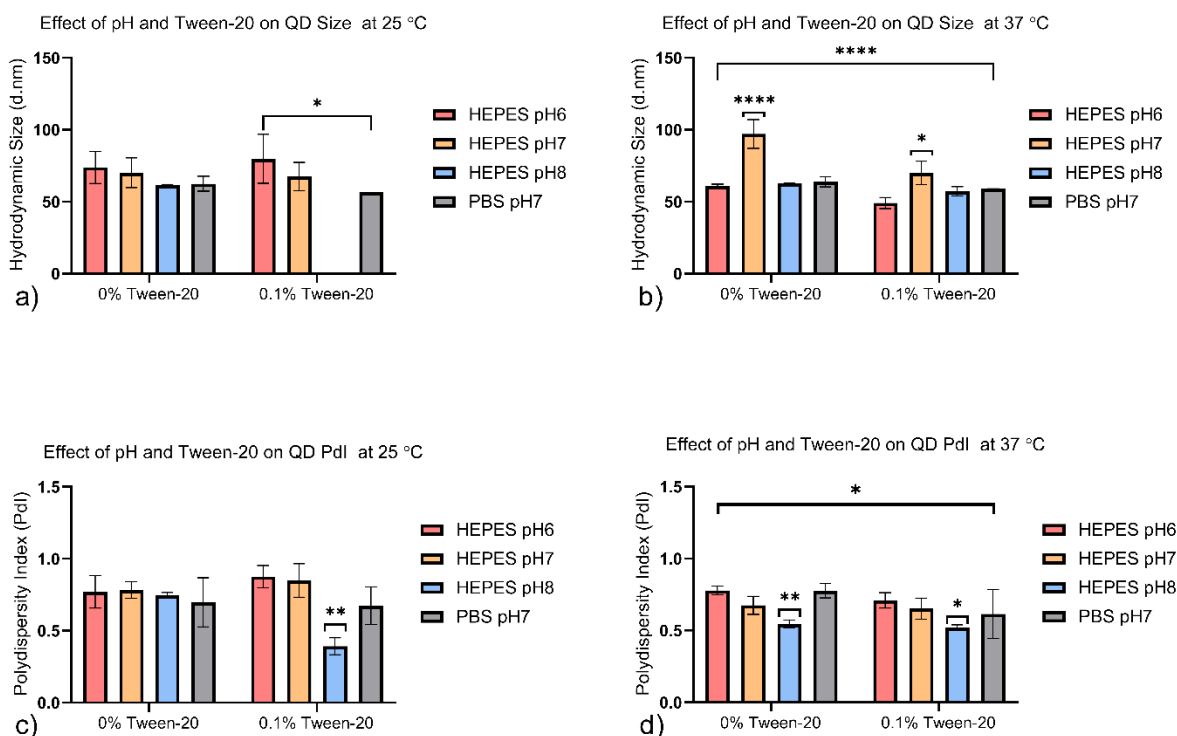 Effect of pH and Tween-20 on QD Size at 25 °C
Hydrodynamic Size (d.nm)
150
100
50
0
*
0% Tween-20
0.1% Tween-20
HEPES pH6
HEPES pH7
HEPES pH8
PBS pH7
a)
Effect of pH and Tween-20 on QD Size at 37 °C
Hydrodynamic Size (d.nm)
150
100
50
0
****
****
*
0% Tween-20
0.1% Tween-20
HEPES pH6
HEPES pH7
HEPES pH8
PBS pH7
b)
Effect of pH and Tween-20 on QD PdI at 25 °C
Polydispersity Index (PdI)
1.5
1.0
0.5
0.0
**
0% Tween-20
0.1% Tween-20
HEPES pH6
HEPES pH7
HEPES pH8
PBS pH7
c)
Effect of pH and Tween-20 on QD PdI at 37 °C
Polydispersity Index (PdI)
1.5
1.0
0.5
0.0
*
**
*
0% Tween-20
0.1% Tween-20
HEPES pH6
HEPES pH7
HEPES pH8
PBS pH7
d)